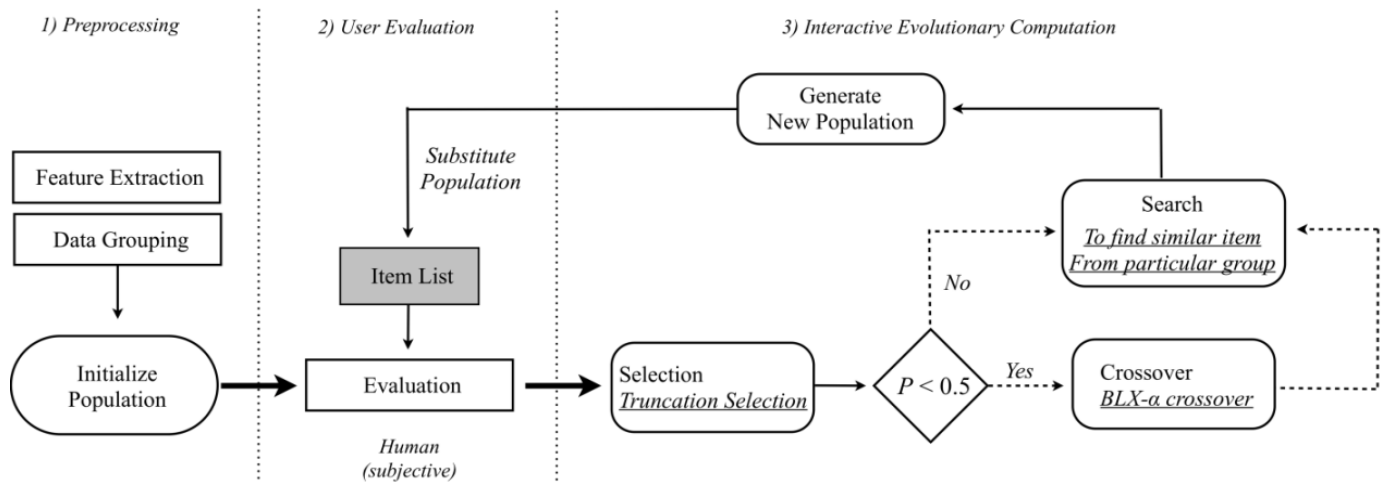 1) Preprocessing
2) User Evaluation
3) Interactive Evolutionary Computation
Generate
New Population
Substitute
Population
Feature Extraction
Data Grouping
Item List
Search
To find similar item
From particular group
No
Initialize
Population
Evaluation
Selection
Truncation Selection
P < 0.5
Yes
Crossover
BLX-α crossover
Human
(subjective)